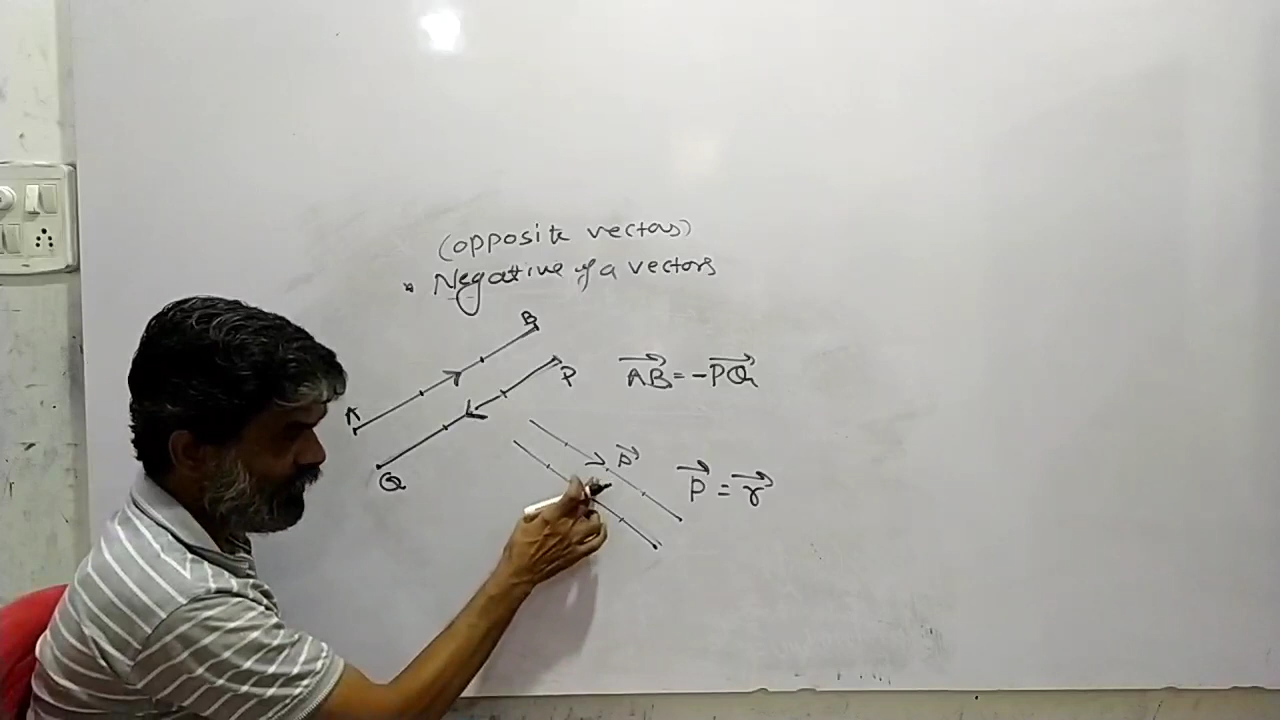 (opposite vectors)
* Negative of a vectors
B
A
P
Q
AB = -PQ
P
P = r